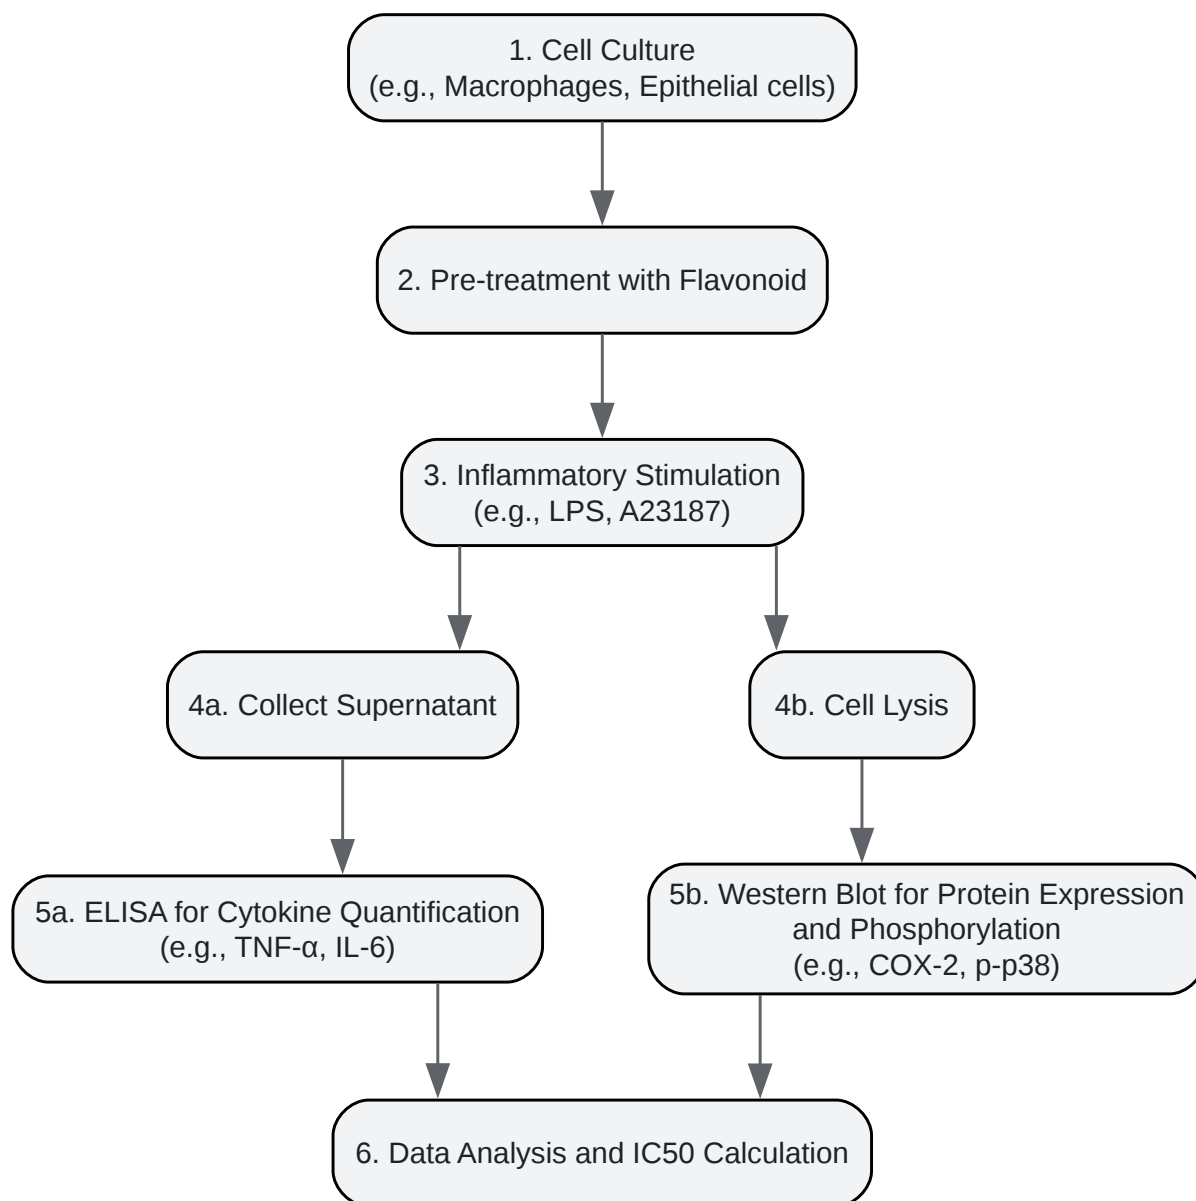 1. Cell Culture
(e.g., Macrophages, Epithelial cells)
2. Pre-treatment with Flavonoid
3. Inflammatory Stimulation
(e.g., LPS, A23187)
4a. Collect Supernatant
4b. Cell Lysis
5a. ELISA for Cytokine Quantification
(e.g., TNF-α, IL-6)
5b. Western Blot for Protein Expression
and Phosphorylation
(e.g., COX-2, p-p38)
6. Data Analysis and IC50 Calculation